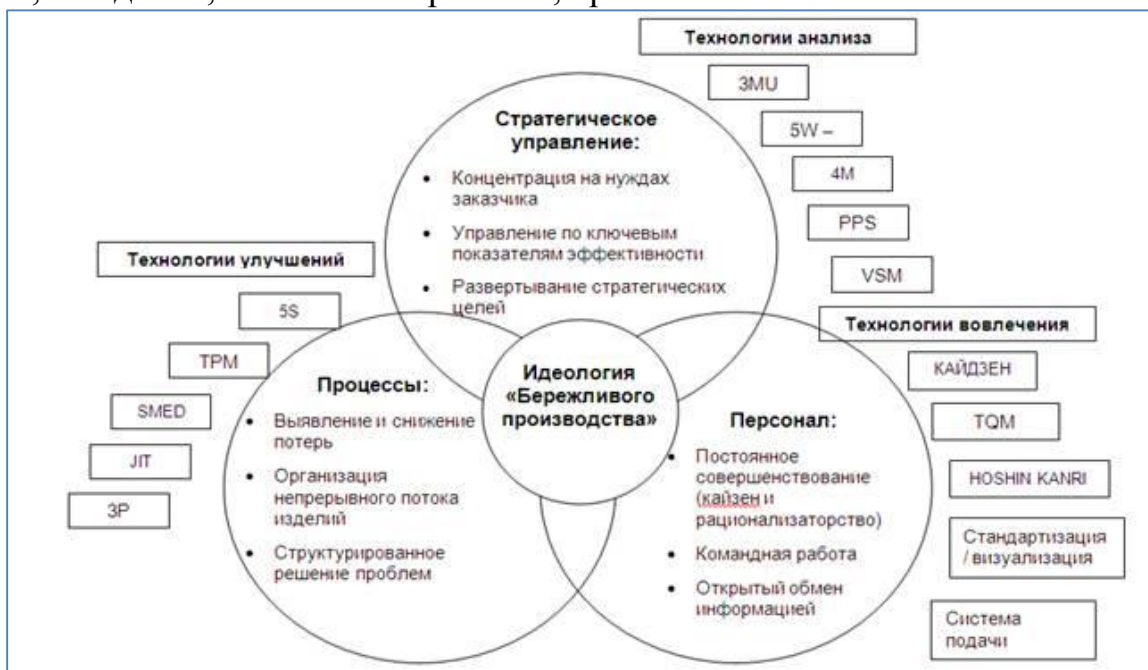 Технологии анализа
3MU
5W –
4M
PPS
VSM
Стратегическое
управление:
• Концентрация на нуждах
заказчика
• Управление по ключевым
показателям эффективности
• Развертывание стратегических
целей
Технологии улучшений
5S
TPM
SMED
JIT
3P
Технологии вовлечения
КАЙДЗЕН
TQM
HOSHIN KANRI
Стандартизация
/ визуализация
Система
подачи
Идеология
«Бережливого
производства»
Процессы:
• Выявление и снижение
потерь
• Организация
непрерывного потока
изделий
• Структурированное
решение проблем
Персонал:
• Постоянное
совершенствование
(кайзен и
рационализаторство)
• Командная работа
• Открытый обмен
информацией